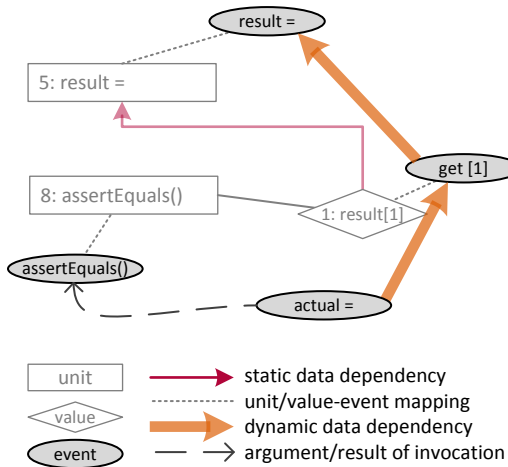 result =
5: result =
get [1]
8: assertEquals()
1: result[1]
assertEquals()
actual =
unit
static data dependency
unit/value-event mapping
value
dynamic data dependency
event
argument/result of invocation